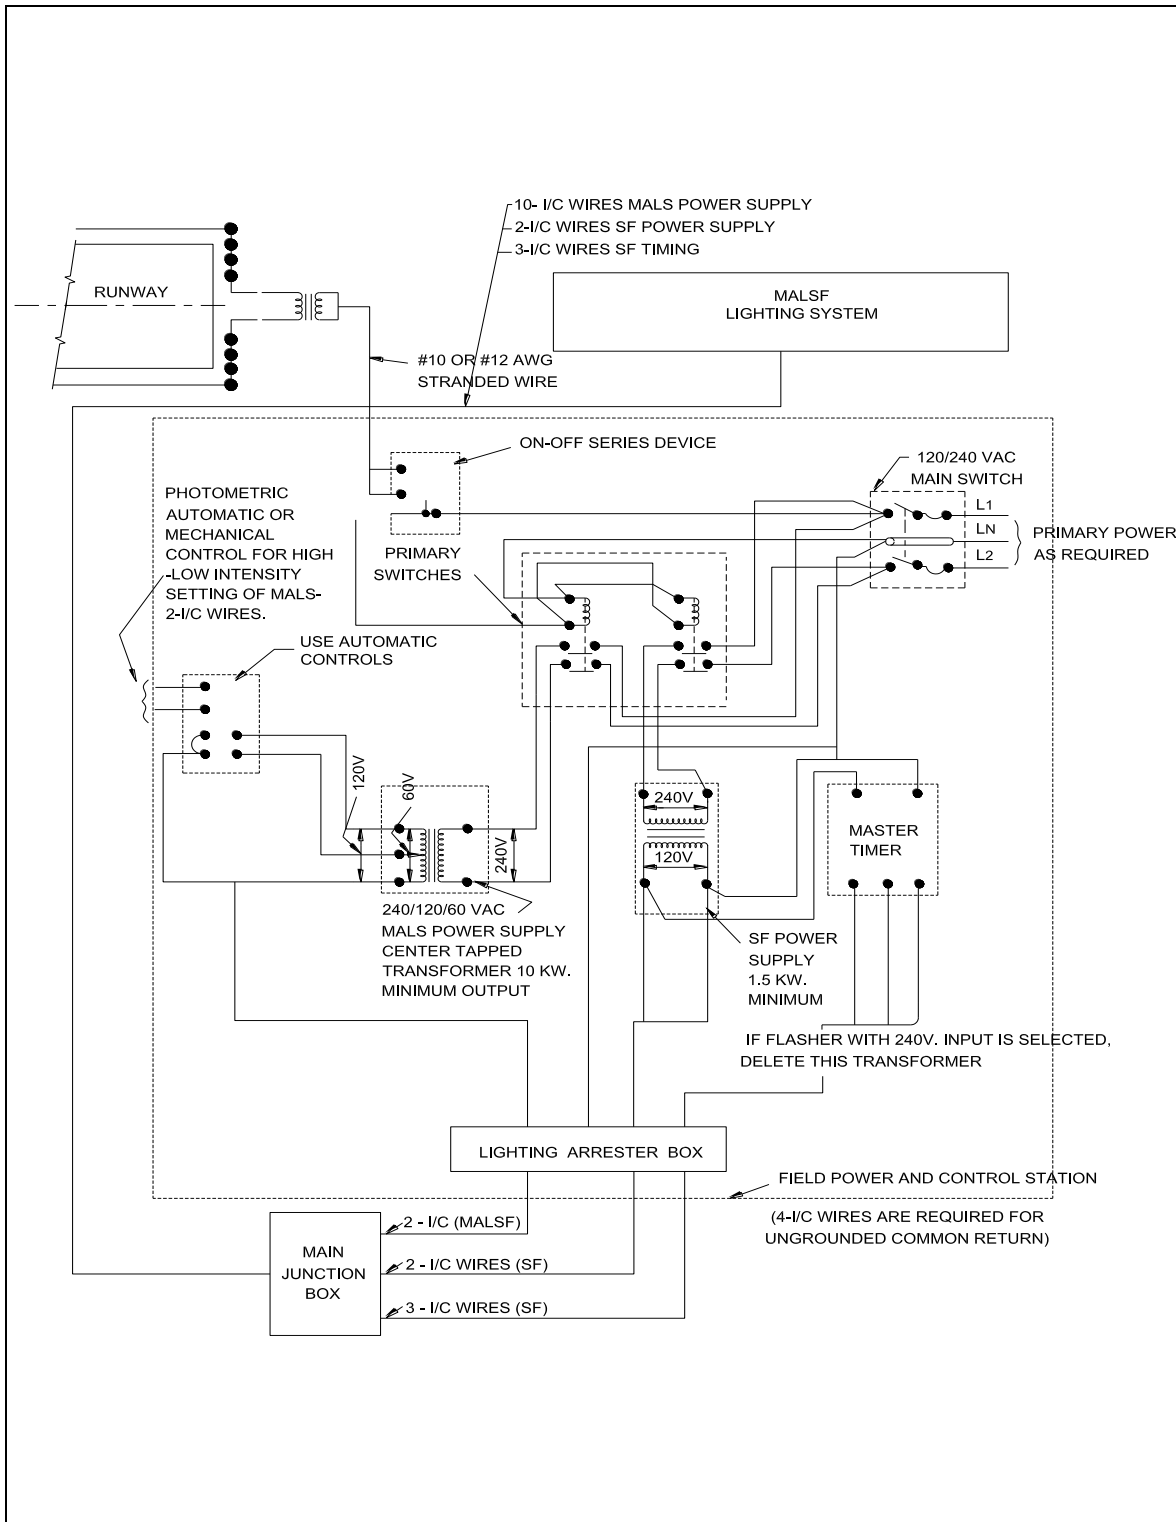 10- I/C WIRES MALS POWER SUPPLY
2-I/C WIRES SF POWER SUPPLY
3-I/C WIRES SF TIMING
RUNWAY
MALSF
LIGHTING SYSTEM
#10 OR #12 AWG
STRANDED WIRE
ON-OFF SERIES DEVICE
120/240 VAC
MAIN SWITCH
L1
LN
L2
PRIMARY POWER
AS REQUIRED
PHOTOMETRIC
AUTOMATIC OR
MECHANICAL
CONTROL FOR HIGH
-LOW INTENSITY
SETTING OF MALS-
2-I/C WIRES.
PRIMARY
SWITCHES
USE AUTOMATIC
CONTROLS
120V
60V
240V
240V
120V
MASTER
TIMER
240/120/60 VAC
MALS POWER SUPPLY
CENTER TAPPED
TRANSFORMER 10 KW.
MINIMUM OUTPUT
SF POWER
SUPPLY
1.5 KW.
MINIMUM
IF FLASHER WITH 240V. INPUT IS SELECTED,
DELETE THIS TRANSFORMER
LIGHTING ARRESTER BOX
FIELD POWER AND CONTROL STATION
(4-I/C WIRES ARE REQUIRED FOR
UNGROUNDED COMMON RETURN)
MAIN
JUNCTION
BOX
2 - I/C (MALSF)
2 - I/C WIRES (SF)
3 - I/C WIRES (SF)